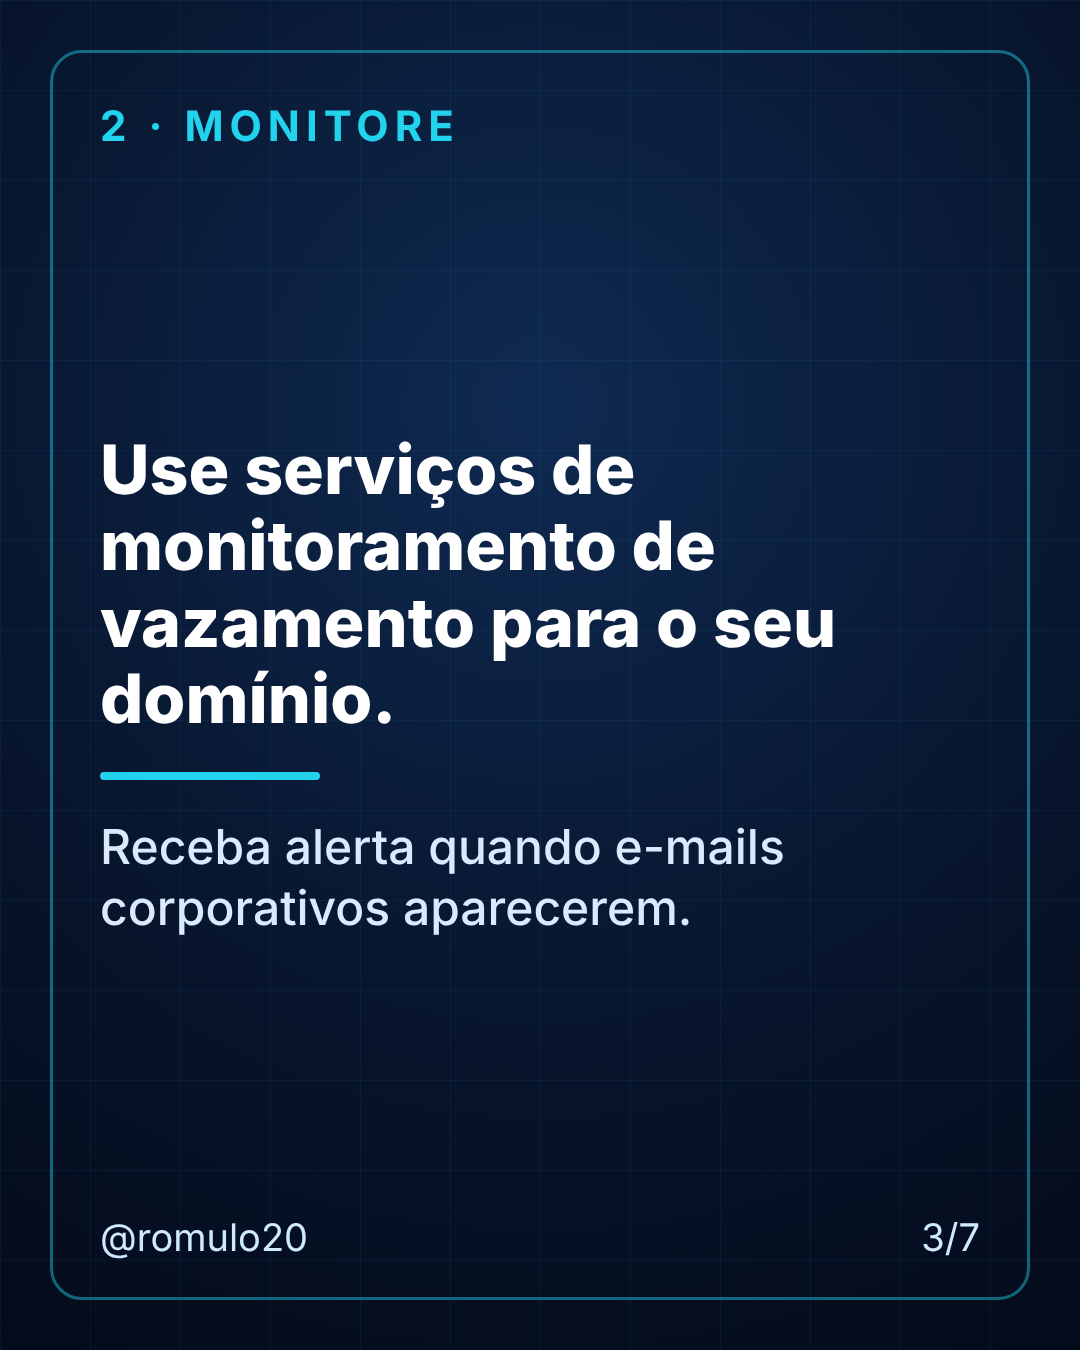 2 · MONITORE
Use serviços de
monitoramento de
vazamento para o seu
domínio.
Receba alerta quando e-mails
corporativos aparecerem.
@romulo20
3/7